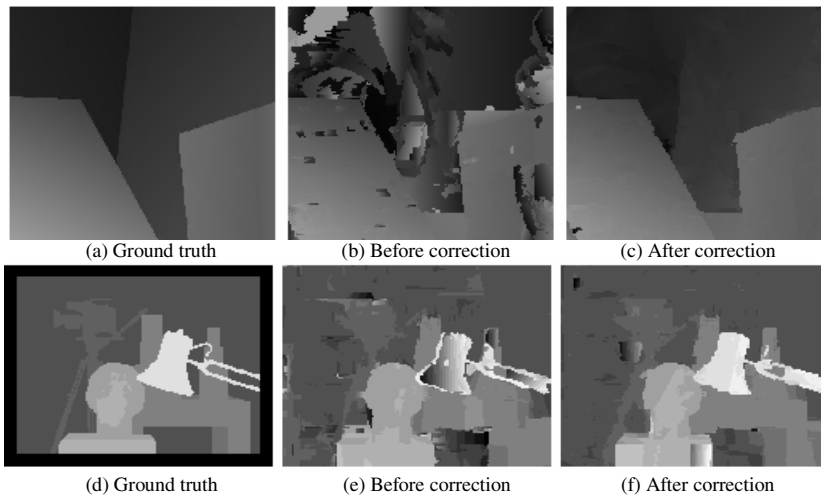 (a) Ground truth
(b) Before correction
(c) After correction
(d) Ground truth
(e) Before correction
(f) After correction